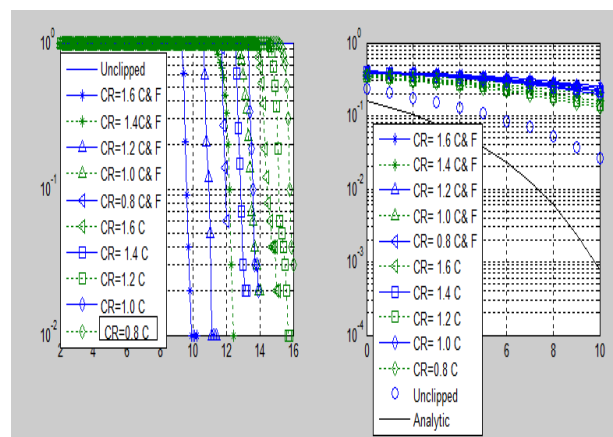 10^0
10^-1
10^-2
2
4
6
8
10
12
14
16
Unclipped
CR=1.6 C& F
CR= 1.4C& F
CR=1.2 C& F
CR=1.0 C& F
CR=0.8 C& F
CR=1.6 C
CR= 1.4 C
CR=1.2 C
CR=1.0 C
CR=0.8 C
10^0
10^-1
10^-2
10^-3
10^-4
0
6
8
10
CR= 1.6 C& F
CR= 1.4 C& F
CR= 1.2 C& F
CR= 1.0 C& F
CR= 0.8 C& F
CR= 1.6 C
CR= 1.4 C
CR= 1.2 C
CR= 1.0 C
CR=0.8 C
Unclipped
Analytic